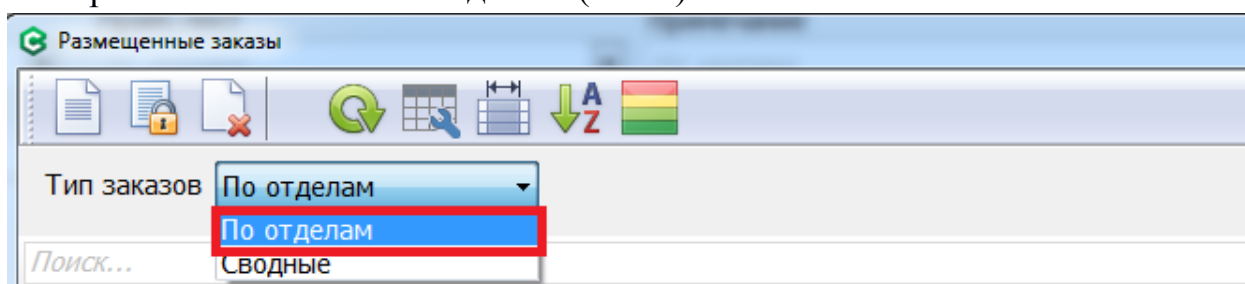 Размещенные заказы
A
Z
Тип заказов По отделам
По отделам
Поиск... Сводные